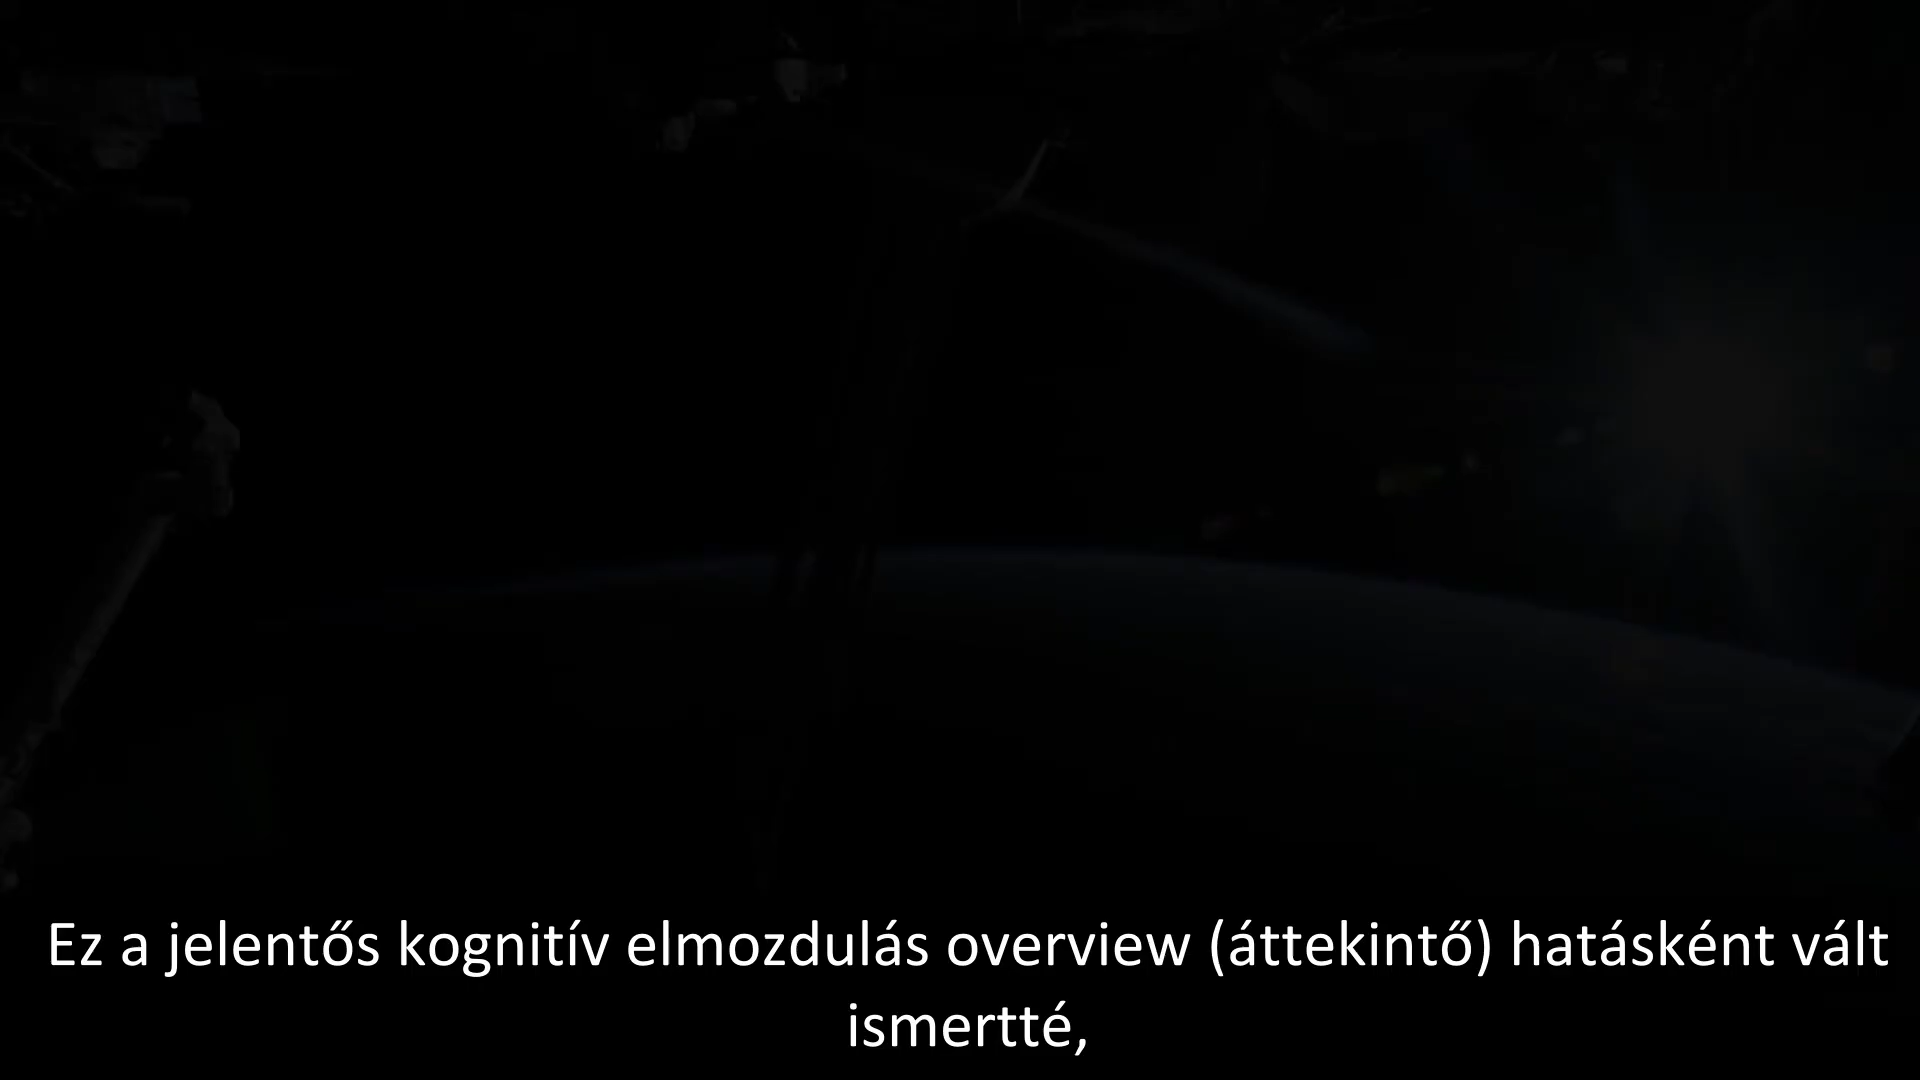 Ez a jelentős kognitív elmozdulás overview (áttekintő) hatásként vált
ismertté,